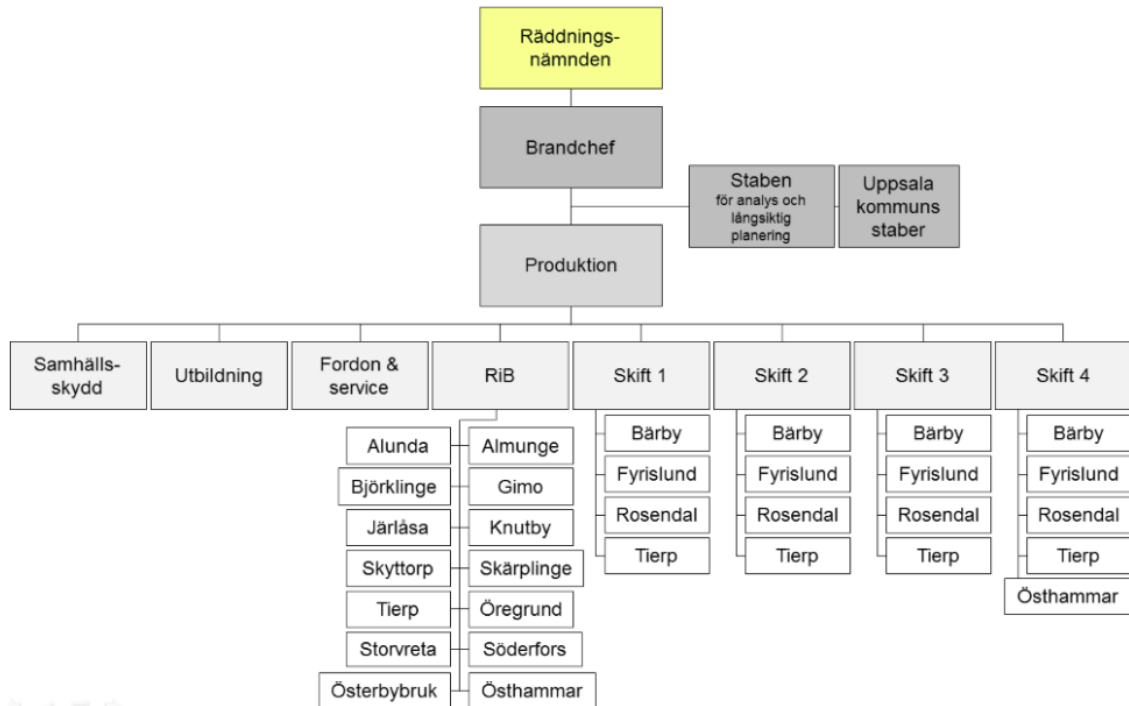 Räddnings-
nämnden
Brandchef
Staben
för analys och
långsiktig
planering
Uppsala
kommuns
staber
Produktion
Samhälls-
skydd
Utbildning
Fordon &
service
RiB
Skift 1
Skift 2
Skift 3
Skift 4
Alunda
Almunge
Björklinge
Gimo
Järlåsa
Knutby
Skyttorp
Skärplinge
Tierp
Öregrund
Storvreta
Söderfors
Österbybruk
Östhammar
Bärby
Fyrislund
Rosendal
Tierp
Bärby
Fyrislund
Rosendal
Tierp
Bärby
Fyrislund
Rosendal
Tierp
Bärby
Fyrislund
Rosendal
Tierp
Östhammar